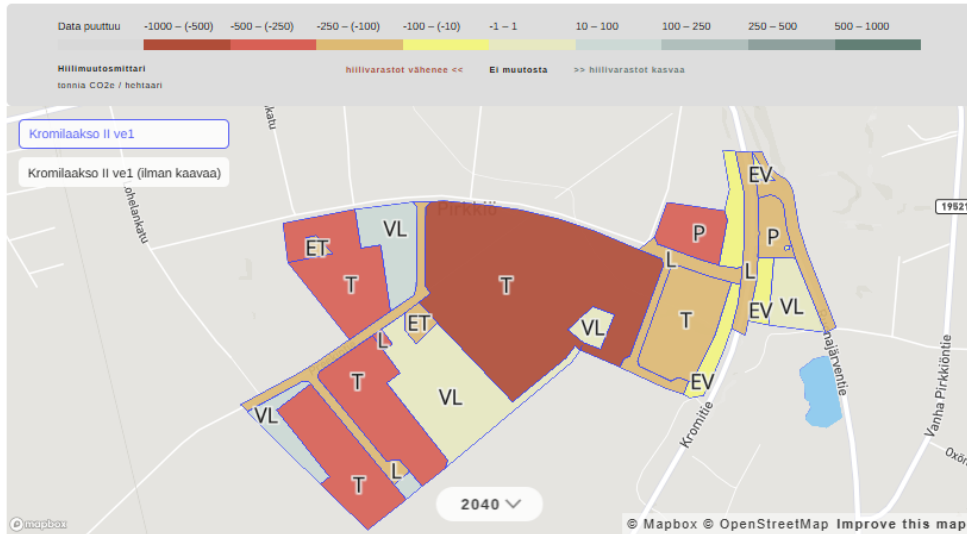 Data puuttuu -1000 – (-500) -500 – (-250) -250 – (-100) -100 – (-10) -1 – 1 10 – 100 100 – 250 250 – 500 500 – 1000
Hiilimuutosmittari hiilivarastot vähenee << Ei muutosta >> hiilivarastot kasvaa
tonnia CO2e / hehtaari
Kromilaakso II ve1
Kromilaakso II ve1 (ilman kaavaa)
Pirkkiö
EV
19521
ET
VL
T
P
P
L
L
T
T
ET
VL
EV
VL
L
T
VL
EV
VL
L
T
Kromitie
Vanha Pirkkiöntie
2040
mapbox
© Mapbox © OpenStreetMap Improve this map